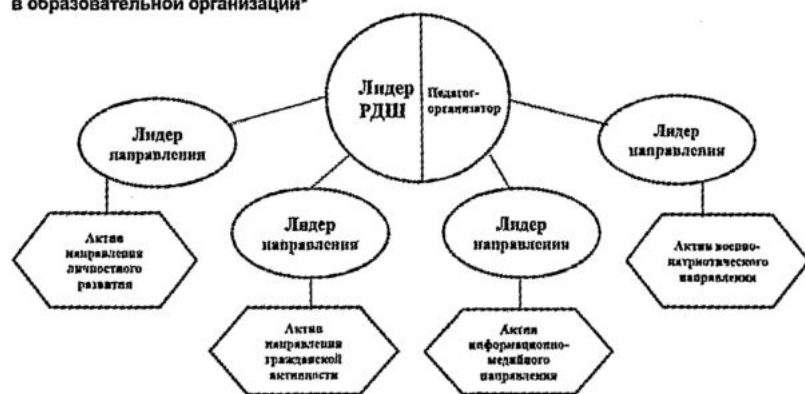 в образовательной организации*
Лидер
РДШ
Педагог-
организатор
Лидер
направления
Лидер
направления
Лидер
направления
Лидер
направления
Актив
направления
личностного
развития
Актив
направления
гражданской
активности
Актив
информационно-
медийного
направления
Актив военно-
патриотического
направления